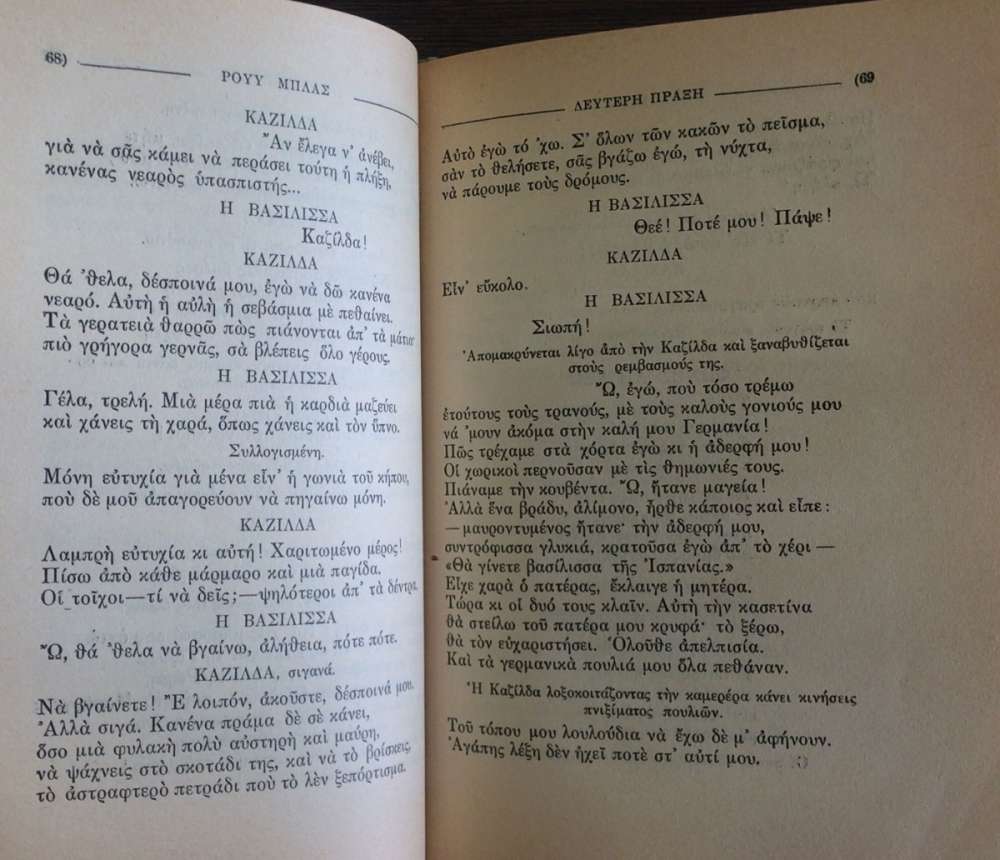 68)
ΡΟΥΥ ΜΠΛΑΣ
ΚΑΖΙΛΔΑ
Ἂν ἔλεγα ν' ἀνέβει,
γιὰ νὰ σᾶς κάμει νὰ περάσει τούτη ἡ πλήξη,
κανένας νεαρὸς ὑπασπιστής...
Η ΒΑΣΙΛΙΣΣΑ
Καζίλδα!
ΚΑΖΙΛΔΑ
Θά 'θελα, δέσποινά μου, ἐγὼ νὰ δῶ κανένα
νεαρό. Αὐτὴ ἡ αὐλὴ ἡ σεβάσμια μὲ πεθαίνει.
Τὰ γερατειὰ θαρρῶ πὼς πιάνονται ἀπ' τὰ μάτια·
πιὸ γρήγορα γερνᾶς, σὰ βλέπεις ὅλο γέρους.
Η ΒΑΣΙΛΙΣΣΑ
Γέλα, τρελή. Μιὰ μέρα πιὰ ἡ καρδιὰ μαζεύει
καὶ χάνεις τὴ χαρά, ὅπως χάνεις καὶ τὸν ὕπνο.
Συλλογισμένη.
Μόνη εὐτυχία γιὰ μένα εἶν' ἡ γωνιὰ τοῦ κήπου,
ποὺ δὲ μοῦ ἀπαγορεύουν νὰ πηγαίνω μόνη.
ΚΑΖΙΛΔΑ
Λαμπρὴ εὐτυχία κι αὐτή! Χαριτωμένο μέρος!
Πίσω ἀπὸ κάθε μάρμαρο καὶ μιὰ παγίδα.
Οἱ τοῖχοι—τί νὰ δεῖς;—ψηλότεροι ἀπ' τὰ δέντρα.
Η ΒΑΣΙΛΙΣΣΑ
Ὤ, θά 'θελα νὰ βγαίνω, ἀλήθεια, πότε πότε.
ΚΑΖΙΛΔΑ, σιγανά.
Νὰ βγαίνετε! Ἔ λοιπόν, ἀκοῦστε, δέσποινά μου.
Ἀλλὰ σιγά. Κανένα πράμα δὲ σὲ κάνει,
ὅσο μιὰ φυλακὴ πολὺ αὐστηρὴ καὶ μαύρη,
νὰ ψάχνεις στὸ σκοτάδι της, καὶ νὰ τὸ βρίσκεις,
τὸ ἀστραφτερὸ πετράδι ποὺ τὸ λὲν ξεπόρτισμα.
ΔΕΥΤΕΡΗ ΠΡΑΞΗ
(69
Αὐτὸ ἐγὼ τό 'χω. Σ' ὅλων τῶν κακῶν τὸ πεῖσμα,
σὰν τὸ θελήσετε, σᾶς βγάζω ἐγώ, τὴ νύχτα,
νὰ πάρουμε τοὺς δρόμους.
Η ΒΑΣΙΛΙΣΣΑ
Θεέ! Ποτέ μου! Πάψε!
ΚΑΖΙΛΔΑ
Εἶν' εὔκολο.
Η ΒΑΣΙΛΙΣΣΑ
Σιωπή!
Ἀπομακρύνεται λίγο ἀπὸ τὴν Καζίλδα καὶ ξαναβυθίζεται
στοὺς ρεμβασμούς της.
Ὤ, ἐγώ, ποὺ τόσο τρέμω
ἐτούτους τοὺς τρανούς, μὲ τοὺς καλοὺς γονιούς μου
νά 'μουν ἀκόμα στὴν καλή μου Γερμανία!
Πῶς τρέχαμε στὰ χόρτα ἐγὼ κι ἡ ἀδερφή μου!
Οἱ χωρικοὶ περνοῦσαν μὲ τὶς θημωνιές τους.
Πιάναμε τὴν κουβέντα. Ὤ, ἤτανε μαγεία!
Ἀλλὰ ἕνα βράδυ, ἀλίμονο, ἦρθε κάποιος καὶ εἶπε:
—μαυροντυμένος ἤτανε· τὴν ἀδερφή μου,
συντρόφισσα γλυκιά, κρατοῦσα ἐγὼ ἀπ' τὸ χέρι—
«Θὰ γίνετε βασίλισσα τῆς Ἱσπανίας.»
Εἶχε χαρὰ ὁ πατέρας, ἔκλαιγε ἡ μητέρα.
Τώρα κι οἱ δυό τους κλαῖν. Αὐτὴ τὴν κασετίνα
θὰ στείλω τοῦ πατέρα μου κρυφά· τὸ ξέρω,
θὰ τὸν εὐχαριστήσει. Ὁλοῦθε ἀπελπισία.
Καὶ τὰ γερμανικὰ πουλιά μου ὅλα πεθάναν.
Ἡ Καζίλδα λοξοκοιτάζοντας τὴν καμερέρα κάνει κινήσεις
πνιξίματος πουλιῶν.
Τοῦ τόπου μου λουλούδια νὰ ἔχω δὲ μ' ἀφήνουν.
Ἀγάπης λέξη δὲν ἠχεῖ ποτὲ στ' αὐτί μου.